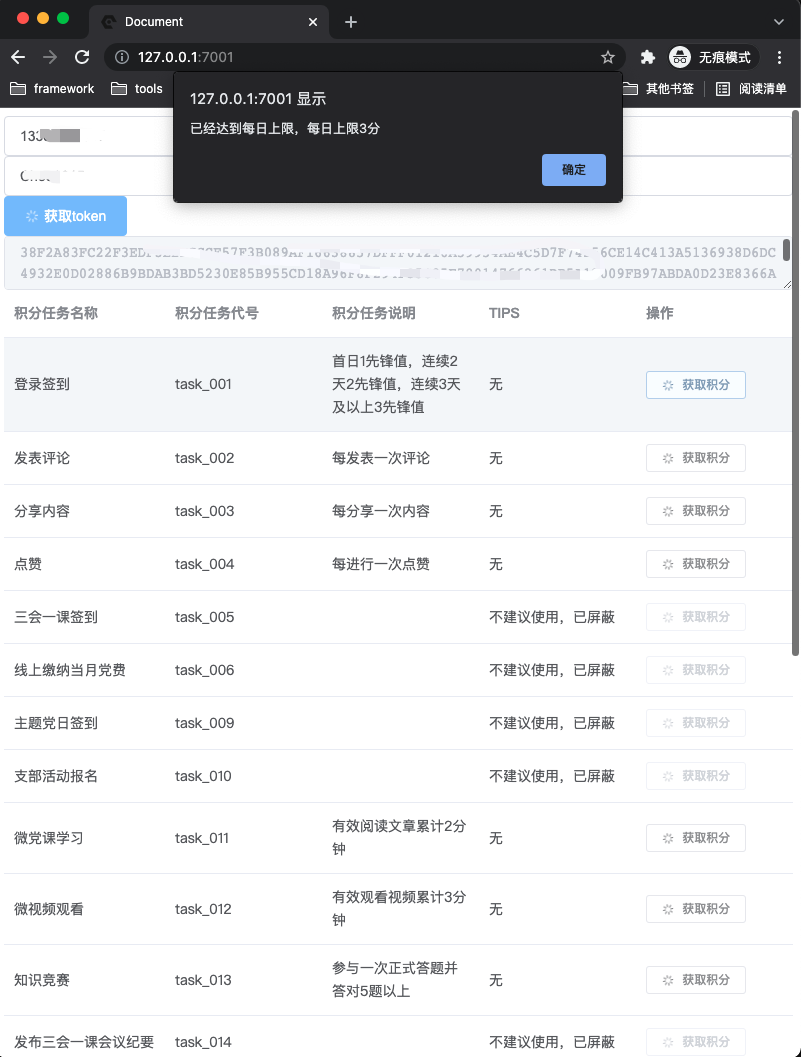 Document
127.0.0.1:7001
无痕模式
framework
tools
其他书签
阅读清单
127.0.0.1:7001 显示
已经达到每日上限，每日上限3分
确定
获取token
积分任务名称 积分任务代号 积分任务说明 TIPS 操作
首日1先锋值，连续2
登录签到 task_001 天2先锋值，连续3天 无 获取积分
及以上3先锋值
发表评论 task_002 每发表一次评论 无 获取积分
分享内容 task_003 每分享一次内容 无 获取积分
点赞 task_004 每进行一次点赞 无 获取积分
三会一课签到 task_005 不建议使用，已屏蔽 获取积分
线上缴纳当月党费 task_006 不建议使用，已屏蔽 获取积分
主题党日签到 task_009 不建议使用，已屏蔽 获取积分
支部活动报名 task_010 不建议使用，已屏蔽 获取积分
有效阅读文章累计2分
微党课学习 task_011 无 获取积分
钟
有效观看视频累计3分
微视频观看 task_012 无 获取积分
钟
参与一次正式答题并
知识竞赛 task_013 无 获取积分
答对5题以上
发布三会一课会议纪要 task_014 不建议使用，已屏蔽 获取积分